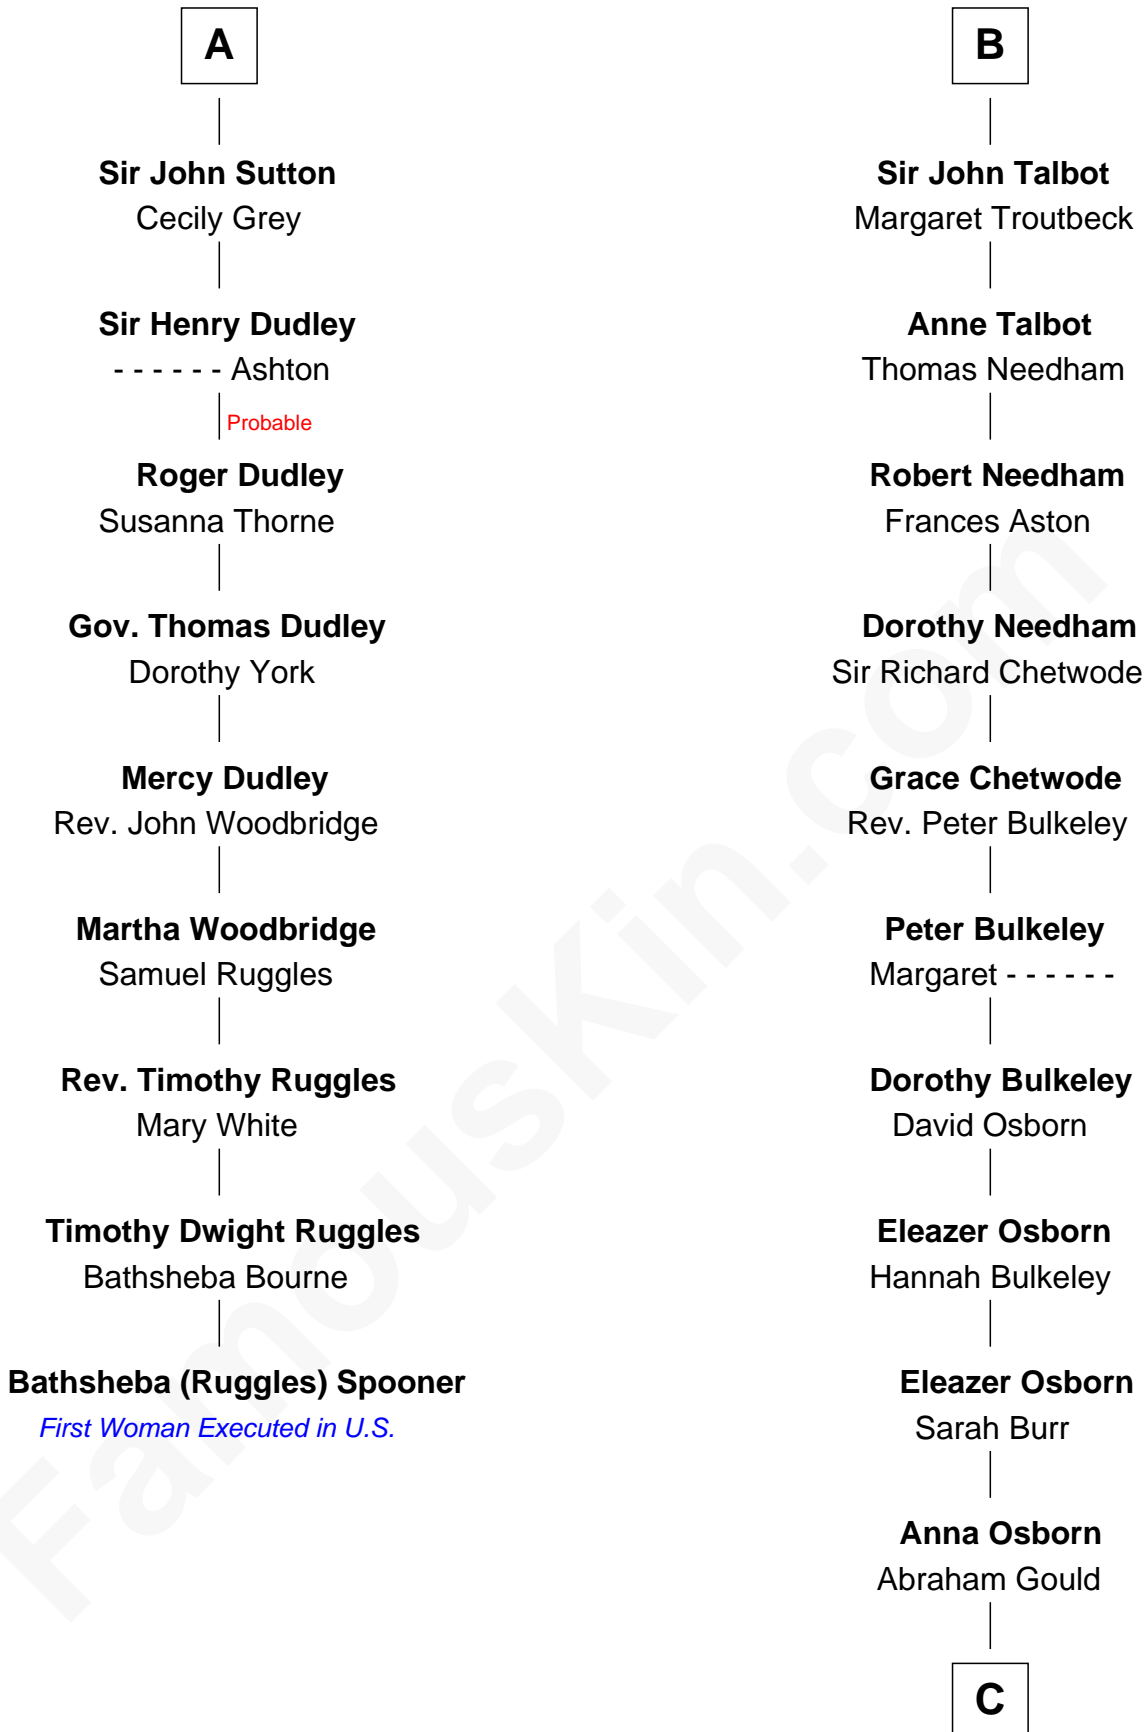 A
Sir John Sutton
Cecily Grey
Sir Henry Dudley
- - - - - - Ashton
Probable
Roger Dudley
Susanna Thorne
Gov. Thomas Dudley
Dorothy York
Mercy Dudley
Rev. John Woodbridge
Martha Woodbridge
Samuel Ruggles
Rev. Timothy Ruggles
Mary White
Timothy Dwight Ruggles
Bathsheba Bourne
Bathsheba (Ruggles) Spooner
First Woman Executed in U.S.
B
Sir John Talbot
Margaret Troutbeck
Anne Talbot
Thomas Needham
Robert Needham
Frances Aston
Dorothy Needham
Sir Richard Chetwode
Grace Chetwode
Rev. Peter Bulkeley
Peter Bulkeley
Margaret - - - - - -
Dorothy Bulkeley
David Osborn
Eleazer Osborn
Hannah Bulkeley
Eleazer Osborn
Sarah Burr
Anna Osborn
Abraham Gould
C
FamousKin.com